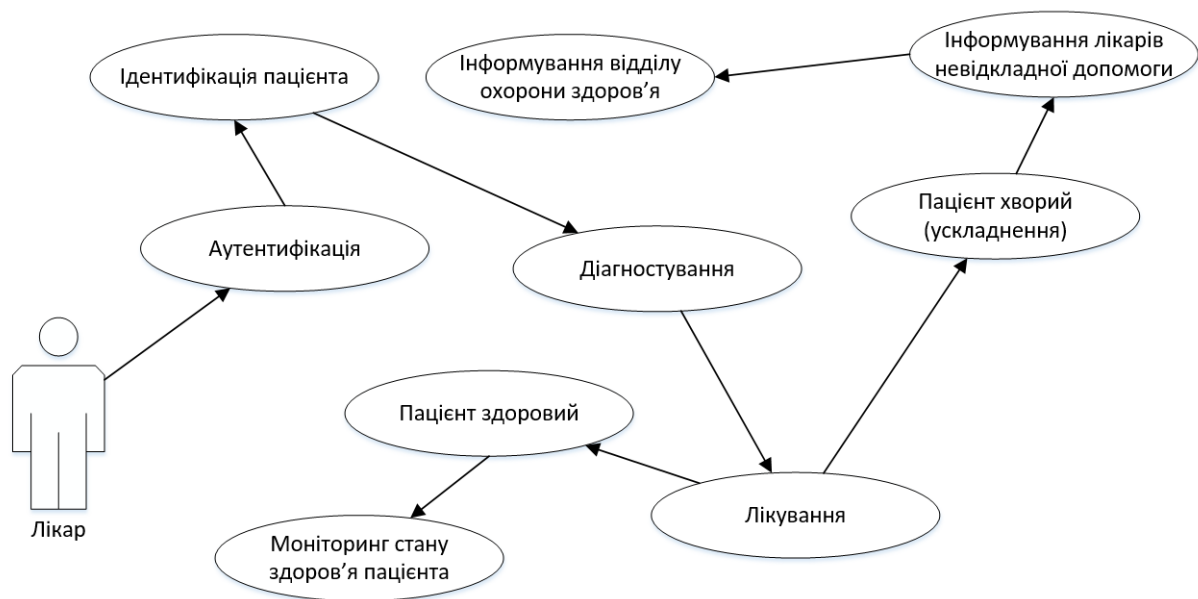 Ідентифікація пацієнта
Інформування відділу
охорони здоров’я
Інформування лікарів
невідкладної допомоги
Аутентифікація
Діагностування
Пацієнт хворий
(ускладнення)
Лікар
Пацієнт здоровий
Лікування
Моніторинг стану
здоров’я пацієнта